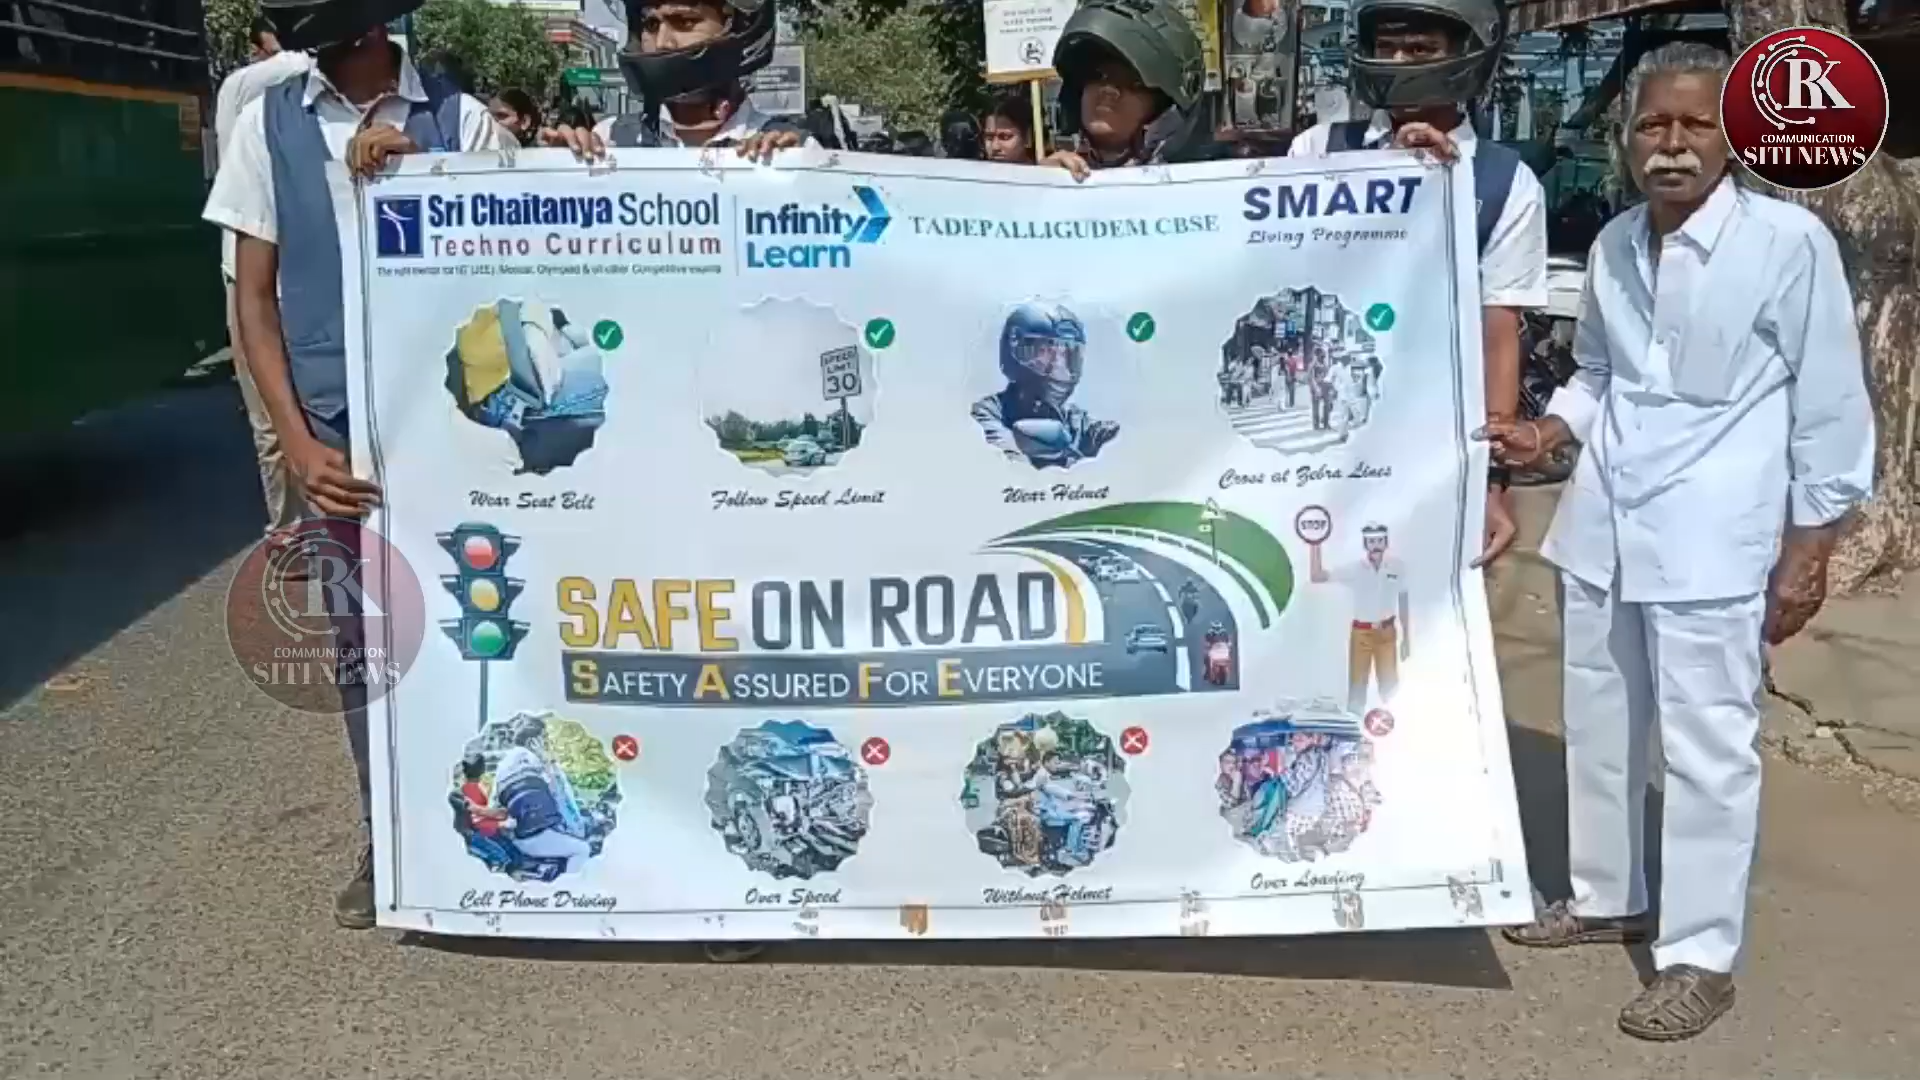 RK
COMMUNICATION
SITI NEWS
Sri Chaitanya School
Techno Curriculum
Infinity
Learn
TADEPALLIGUDEM CBSE
SMART
Living Programme
SPEED
LIMIT
30
Wear Seat Belt
Follow Speed Limit
Wear Helmet
Cross at Zebra Lines
STOP
SAFE ON ROAD
SAFETY ASSURED FOR EVERYONE
RK
COMMUNICATION
SITI NEWS
Cell Phone Driving
Over Speed
Without Helmet
Over Loading